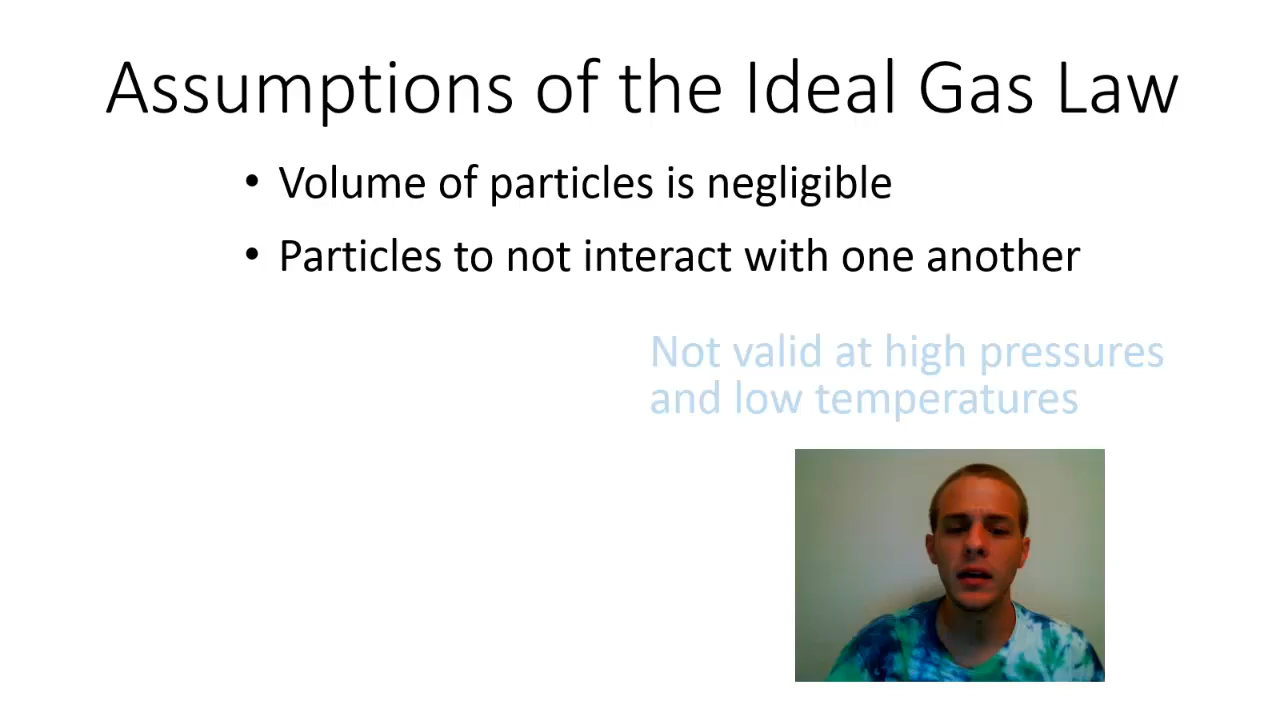 Assumptions of the Ideal Gas Law
• Volume of particles is negligible
• Particles to not interact with one another
Not valid at high pressures
and low temperatures